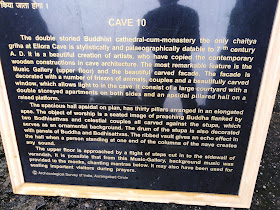 किया जाता होगा ।
CAVE 10
The double storied Buddhist cathedral-cum-monastery the only chaitya
griha at Ellora Cave is stylistically and palaeographically datable to 7 th century
C. It is a beautiful creation of artists, who have copied the contemporary
wooden constructions in cave architecture. The most remarkable feature is the
Music Gallery (upper floor) and the beautiful carved facade. The facade is
decorated with a number of friezes of animals, couples and a beautifully carved
window, which allows light to in the cave. It consist of a large courtyard with a
double storeyed apartments on both sides and an apsidal pillared hall on a
raised platform.
The spacious hall apsidal on plan, has thirty pillars arranged in an elongated
apse. The object of worship is a seated image of preaching Buddha flanked by
two Bodhisattvas and celestial couples all carved against the stupa, which
serves as an ornamental background. The drum of the stupa is also decorated
with panels of Buddha and Bodhisattvas. The ribbed vault gives an echo effect in
the hall when a person standing at one end of the columns of the nave creates
any sound.
The upper floor is approached by a flight of steps cut in to the sidewall of
verandah. It is possible that from this Music-Gallery, background music was
provided to the monks, chanting mantras below. It may also have been used for
seating important visitors during prayers.
Archaeological Survey of India, Aurangabad